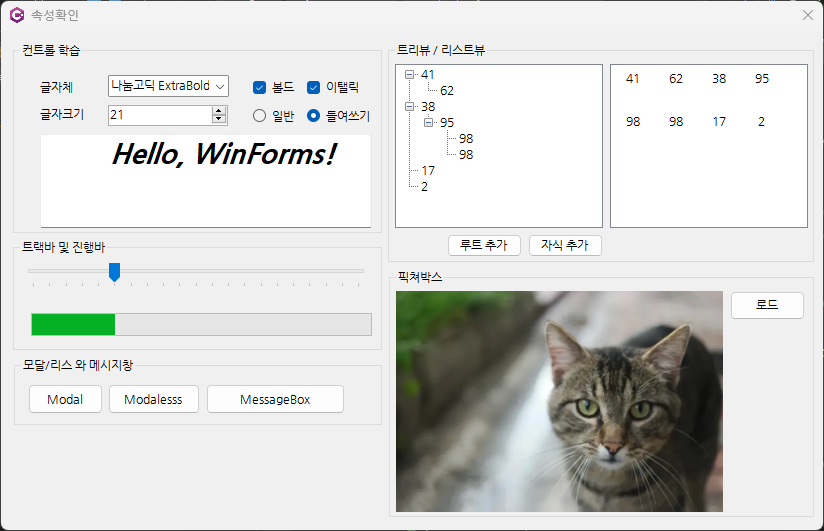 속성확인
컨트롤 학습
글자체
나눔고딕 ExtraBold
볼드
이탤릭
글자크기
21
일반
들여쓰기
Hello, WinForms!
트랙바 및 진행바
모달/리스 와 메시지창
Modal
Modalesss
MessageBox
트리뷰 / 리스트뷰
41
62
38
95
98
98
17
2
41 62 38 95
98 98 17 2
루트 추가
자식 추가
픽쳐박스
로드